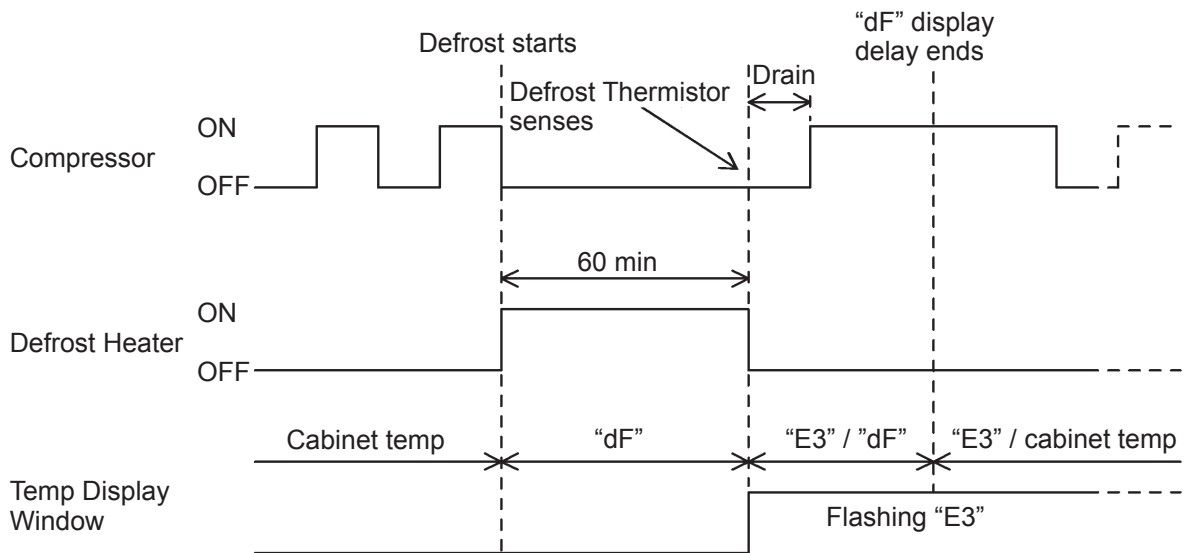 “dF” display
delay ends
Defrost starts
Drain
Defrost Thermistor
senses
ON
Compressor
OFF
60 min
ON
Defrost Heater
OFF
Cabinet temp
“dF”
“E3” / ”dF”
“E3” / cabinet temp
Temp Display
Window
Flashing “E3”